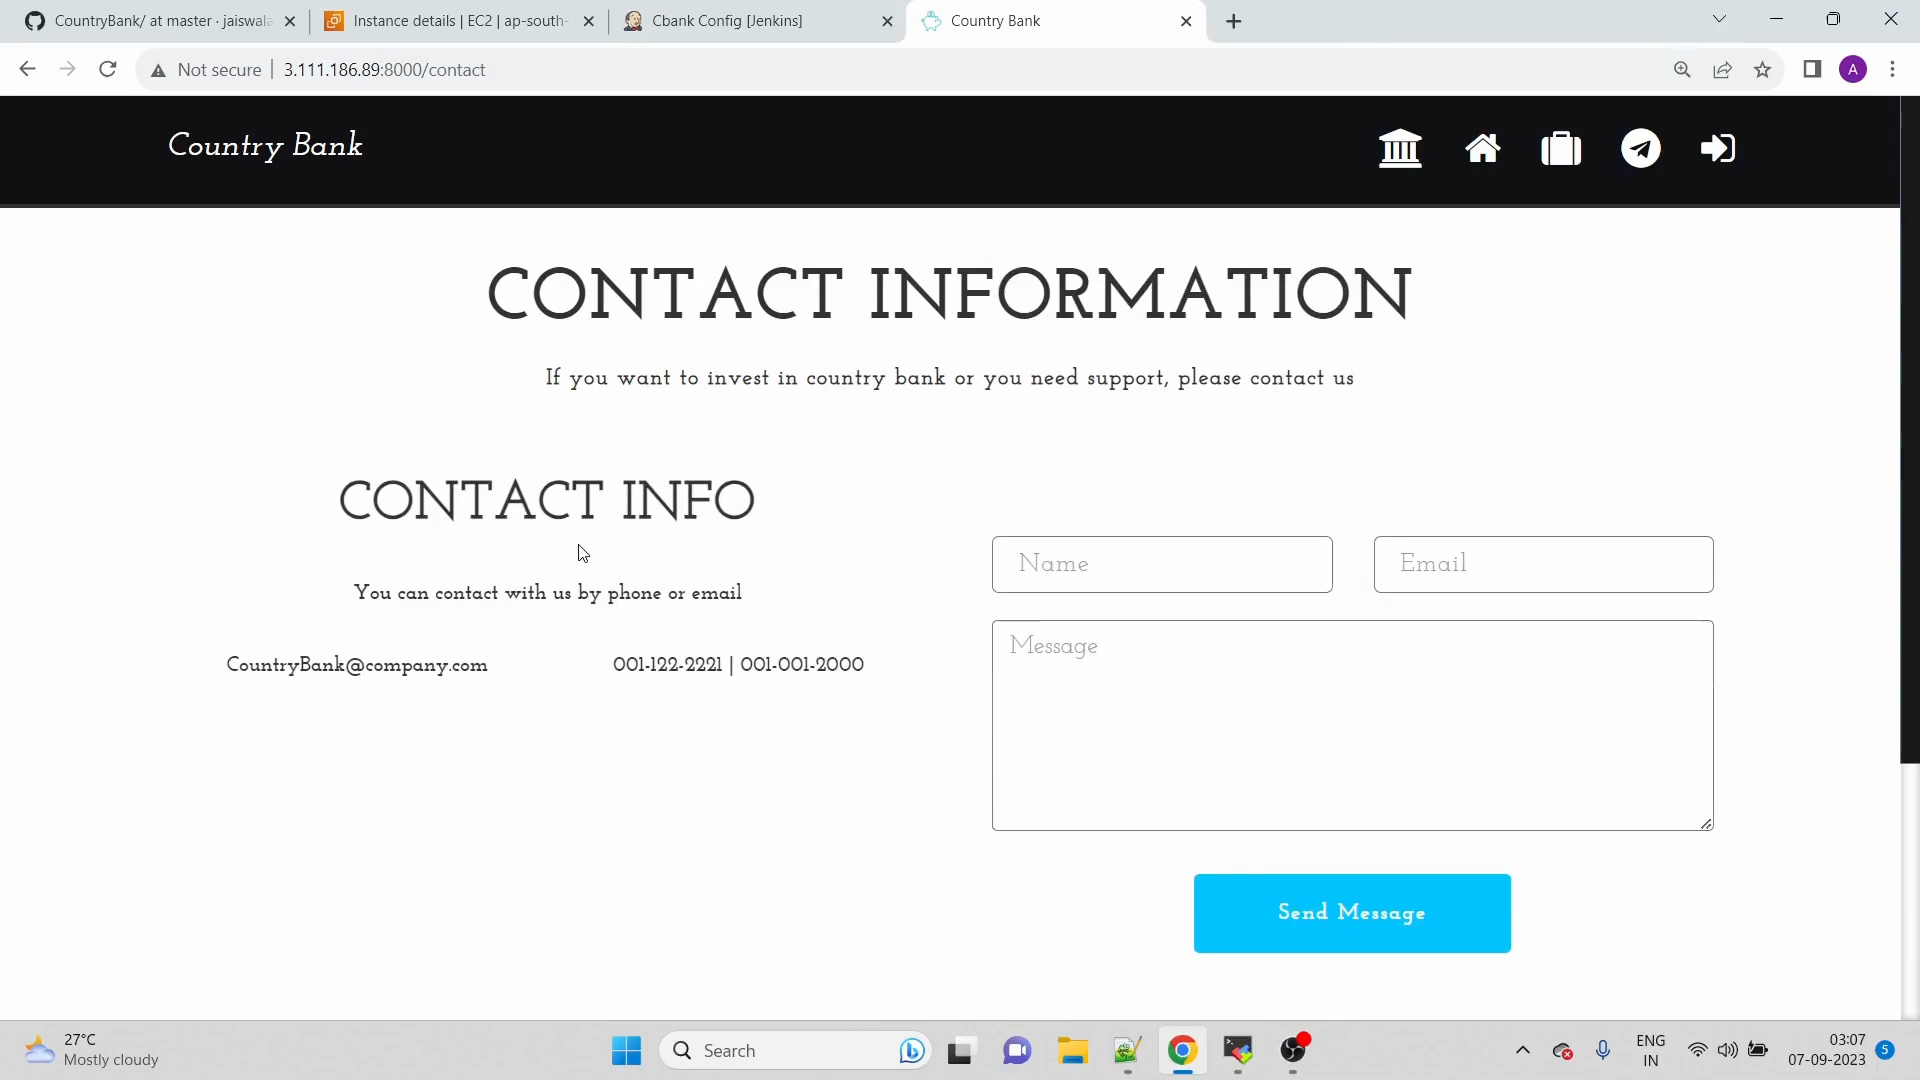 CountryBank/ at master · jaiswala
Instance details | EC2 | ap-south-
Cbank Config [Jenkins]
Country Bank
Not secure | 3.111.186.89:8000/contact
A
Country Bank
CONTACT INFORMATION
If you want to invest in country bank or you need support, please contact us
CONTACT INFO
You can contact with us by phone or email
CountryBank@company.com
001-122-2221 | 001-001-2000
Name
Email
Message
Send Message
27°C
Mostly cloudy
Search
ENG
IN
03:07
07-09-2023
5